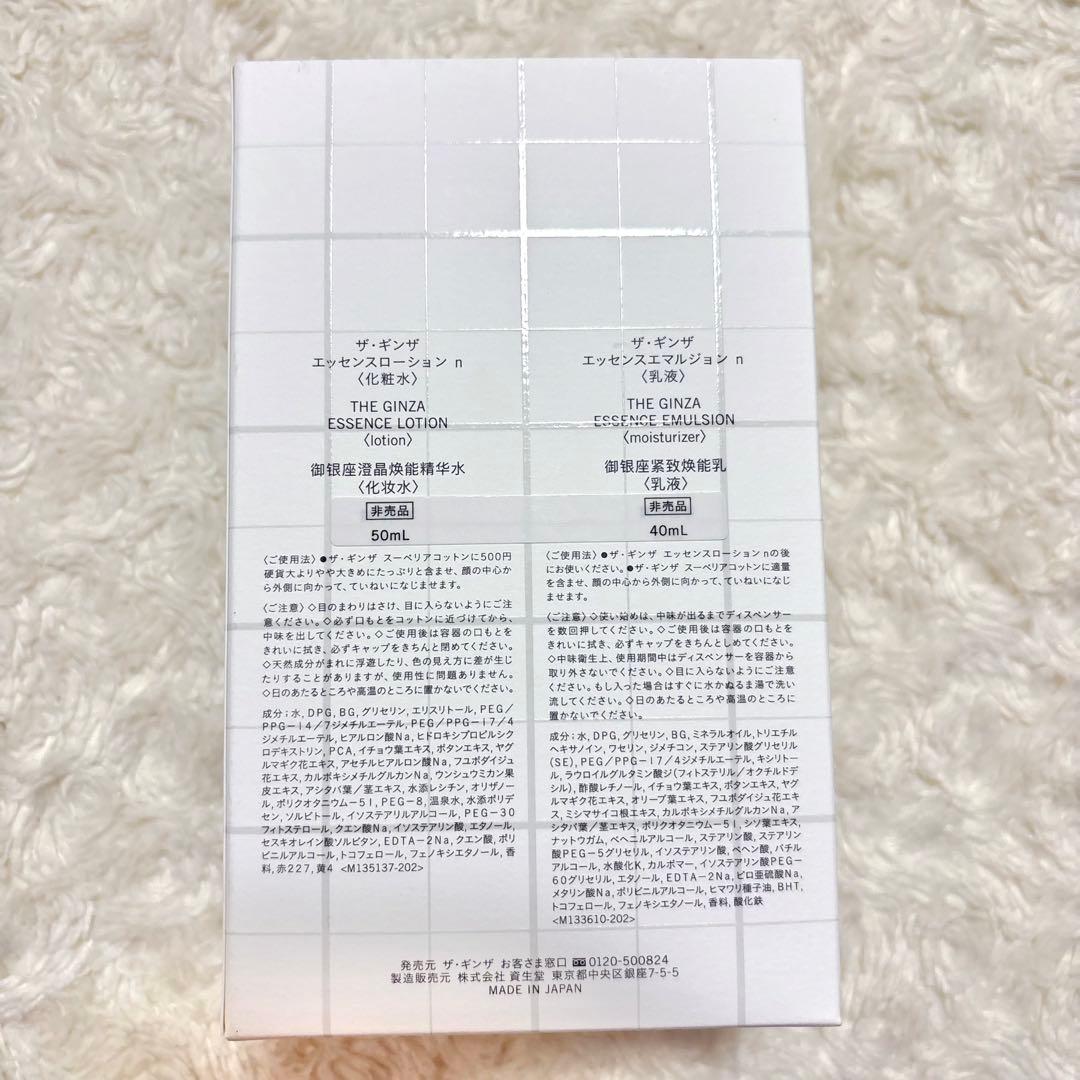 ザ・ギンザ
エッセンスローション n
〈化粧水〉
THE GINZA
ESSENCE LOTION
〈lotion〉
御银座澄晶焕能精华水
〈化妆水〉
非売品
50mL
〈ご使用法〉●ザ・ギンザ スーペリアコットンに500円
硬貨大よりやや大きめにたっぷりと含ませ、顔の中心か
ら外側に向かって、ていねいになじませます。
〈ご注意〉◇目のまわりはさけ、目に入らないようにご注
意ください。◇必ず口もとをコットンに近づけてから、
中味を出してください。◇ご使用後は容器の口もとを
きれいに拭き、必ずキャップをきちんと閉めてください。
◇天然成分がまれに浮遊したり、色の見え方に差が生じ
たりすることがありますが、使用性に問題ありません。
◇日のあたるところや高温のところに置かないでください。
成分:水, DPG, BG, グリセリン, エリスリトール, PEG/
PPG-14/7ジメチルエーテル, PEG/PPG-17/4
ジメチルエーテル, ヒアルロン酸Na, ヒドロキシプロピルシク
ロデキストリン, PCA, イチョウ葉エキス, ボタンエキス, ヤグ
ルマギク花エキス, アセチルヒアルロン酸Na, フユボダイジュ
花エキス, カルボキシメチルグルカンNa, ウンシュウミカン果
皮エキス, アシタバ葉/茎エキス, 水添レシチン, オリザノー
ル, ポリクオタニウム-51, PEG-8, 温泉水, 水添ポリデセ
ン, ソルビトール, イソステアリルアルコール, PEG-30
フィトステロール, クエン酸Na, イソステアリン酸, エタノール,
セスキオレイン酸ソルビタン, EDTA-2Na, クエン酸, ポリ
ビニルアルコール, トコフェロール, フェノキシエタノール, 香
料, 赤227, 黄4 <M135137-202>
ザ・ギンザ
エッセンスエマルジョン n
〈乳液〉
THE GINZA
ESSENCE EMULSION
〈moisturizer〉
御银座紧致焕能乳
〈乳液〉
非売品
40mL
〈ご使用法〉●ザ・ギンザ エッセンスローション nの後
にお使いください。●ザ・ギンザ スーペリアコットンに適量
を含ませ、顔の中心から外側に向かって、ていねいになじ
ませます。
〈ご注意〉◇使い始めは、中味が出るまでディスペンサー
を数回押してください。◇ご使用後は容器の口もとを
きれいに拭き、必ずキャップをきちんとしめてください。
◇中味衛生上、使用期間中はディスペンサーを容器から
取り外さないでください。◇目に入らないようにご注意
ください。もし入った場合はすぐに水かぬるま湯で洗い
流してください。◇日のあたるところや高温のところに
置かないでください。
成分:水, DPG, グリセリン, BG, ミネラルオイル, トリエチル
ヘキサノイン, ワセリン, ジメチコン, ステアリン酸グリセリル
(SE), PEG/PPG-17/4ジメチルエーテル, キシリトー
ル, ラウロイルグルタミン酸ジ(フィトステリル/オクチルドデ
シル), 酢酸レチノール, イチョウ葉エキス, ボタンエキス, ヤグ
ルマギク花エキス, オリーブ葉エキス, フユボダイジュ花エキ
ス, ミシマサイコ根エキス, カルボキシメチルグルカンNa, ア
シタバ葉/茎エキス, ポリクオタニウム-51, シソ葉エキス,
ナットウガム, ベヘニルアルコール, ステアリン酸, ステアリン
酸PEG-5グリセリル, イソステアリン酸, ベヘン酸, バチル
アルコール, 水酸化K, カルボマー, イソステアリン酸PEG-
60グリセリル, エタノール, EDTA-2Na, ピロ亜硫酸Na,
メタリン酸Na, ポリビニルアルコール, ヒマワリ種子油, BHT,
トコフェロール, フェノキシエタノール, 香料, 酸化鉄
<M133610-202>
発売元 ザ・ギンザ お客さま窓口 0120-500824
製造販売元 株式会社 資生堂 東京都中央区銀座7-5-5
MADE IN JAPAN